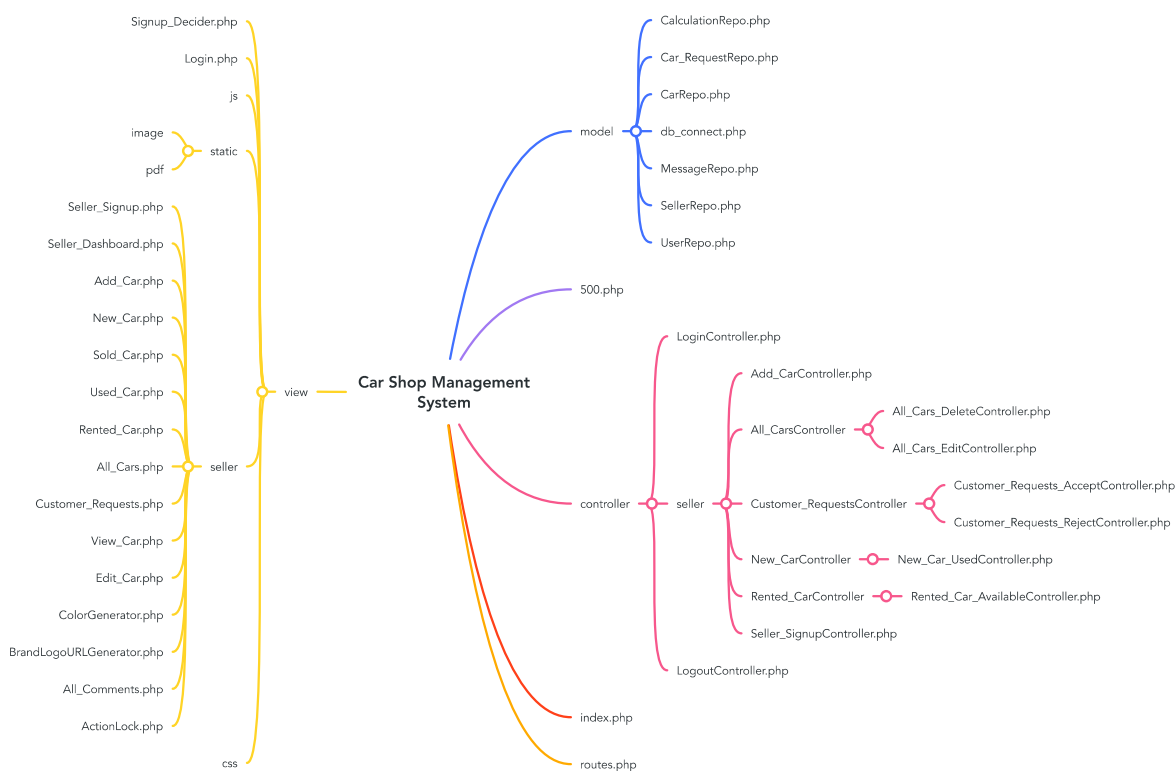 Car Shop Management
System
view
Signup_Decider.php
Login.php
js
static
image
pdf
seller
Seller_Signup.php
Seller_Dashboard.php
Add_Car.php
New_Car.php
Sold_Car.php
Used_Car.php
Rented_Car.php
All_Cars.php
Customer_Requests.php
View_Car.php
Edit_Car.php
ColorGenerator.php
BrandLogoURLGenerator.php
All_Comments.php
ActionLock.php
css
model
CalculationRepo.php
Car_RequestRepo.php
CarRepo.php
db_connect.php
MessageRepo.php
SellerRepo.php
UserRepo.php
500.php
controller
LoginController.php
seller
Add_CarController.php
All_CarsController
All_Cars_DeleteController.php
All_Cars_EditController.php
Customer_RequestsController
Customer_Requests_AcceptController.php
Customer_Requests_RejectController.php
New_CarController
New_Car_UsedController.php
Rented_CarController
Rented_Car_AvailableController.php
Seller_SignupController.php
LogoutController.php
index.php
routes.php